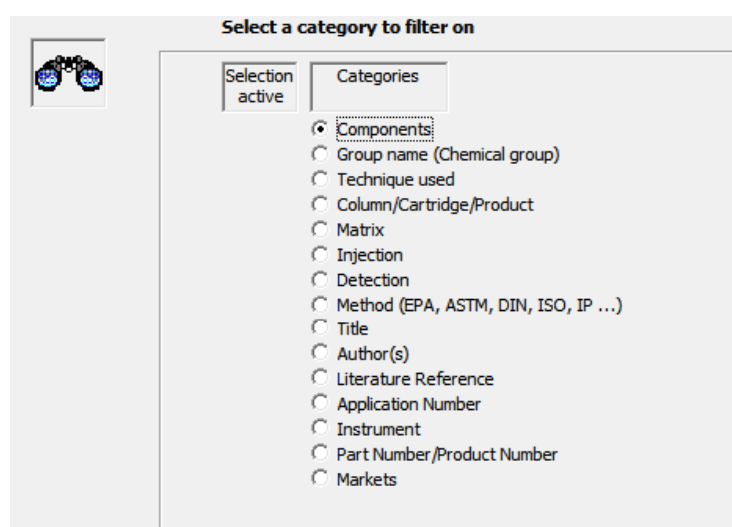 Select a category to filter on
Selection
active
Categories
Components
Group name (Chemical group)
Technique used
Column/Cartridge/Product
Matrix
Injection
Detection
Method (EPA, ASTM, DIN, ISO, IP ...)
Title
Author(s)
Literature Reference
Application Number
Instrument
Part Number/Product Number
Markets